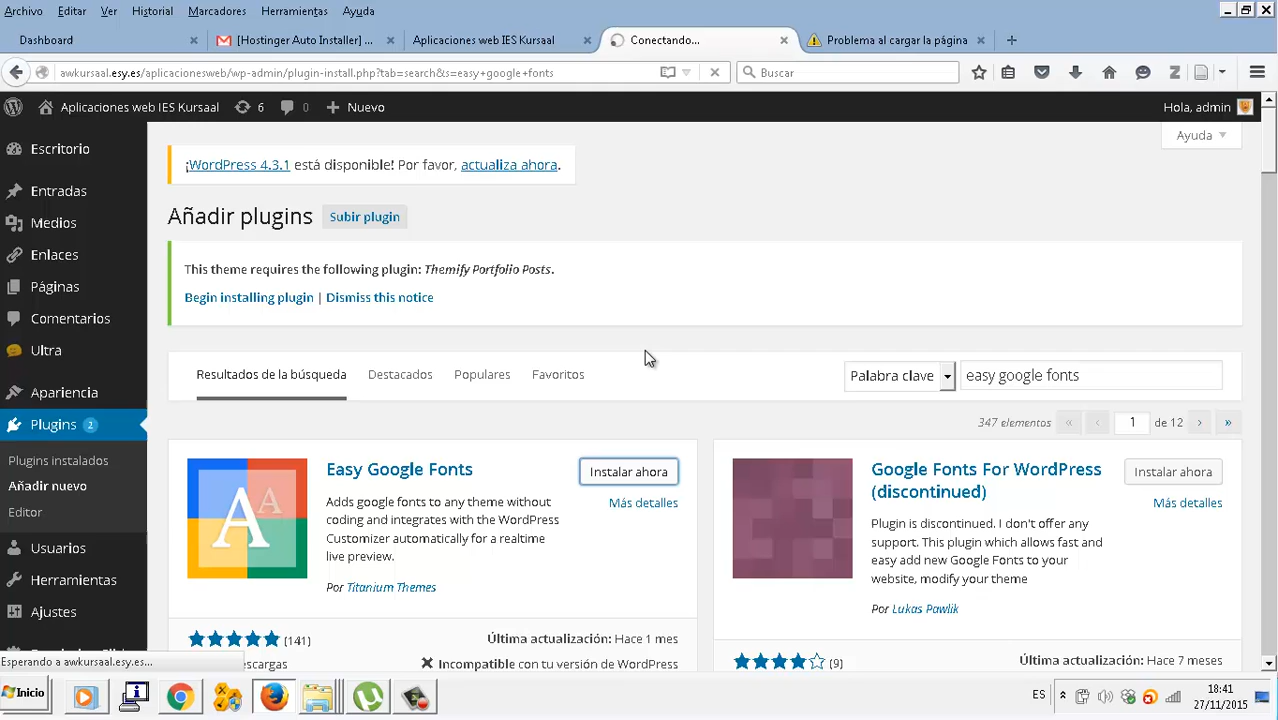 Archivo Editar Ver Historial Marcadores Herramientas Ayuda
Dashboard
[Hostinger Auto Installer] ...
Aplicaciones web IES Kursaal
Conectando...
Problema al cargar la página
awkursaal.esy.es/aplicacionesweb/wp-admin/plugin-install.php?tab=search&s=easy+google+fonts
Buscar
Aplicaciones web IES Kursaal 6 0 Nuevo
Hola, admin
Ayuda
Escritorio
Entradas
Medios
Enlaces
Páginas
Comentarios
Ultra
Apariencia
Plugins 2
Plugins instalados
Añadir nuevo
Editor
Usuarios
Herramientas
Ajustes
¡WordPress 4.3.1 está disponible! Por favor, actualiza ahora.
Añadir plugins Subir plugin
This theme requires the following plugin: Themify Portfolio Posts.
Begin installing plugin | Dismiss this notice
Resultados de la búsqueda Destacados Populares Favoritos
Palabra clave easy google fonts
347 elementos « ‹ 1 de 12 › »
Easy Google Fonts
Instalar ahora
Más detalles
Adds google fonts to any theme without
coding and integrates with the WordPress
Customizer automatically for a realtime
live preview.
Por Titanium Themes
(141)
Última actualización: Hace 1 mes
Incompatible con tu versión de WordPress
Google Fonts For WordPress
(discontinued)
Instalar ahora
Más detalles
Plugin is discontinued. I don't offer any
support. This plugin which allows fast and
easy add new Google Fonts to your
website, modify your theme
Por Lukas Pawlik
(9)
Última actualización: Hace 7 meses
Esperando a awkursaal.esy.es...
Inicio
ES
18:41
27/11/2015